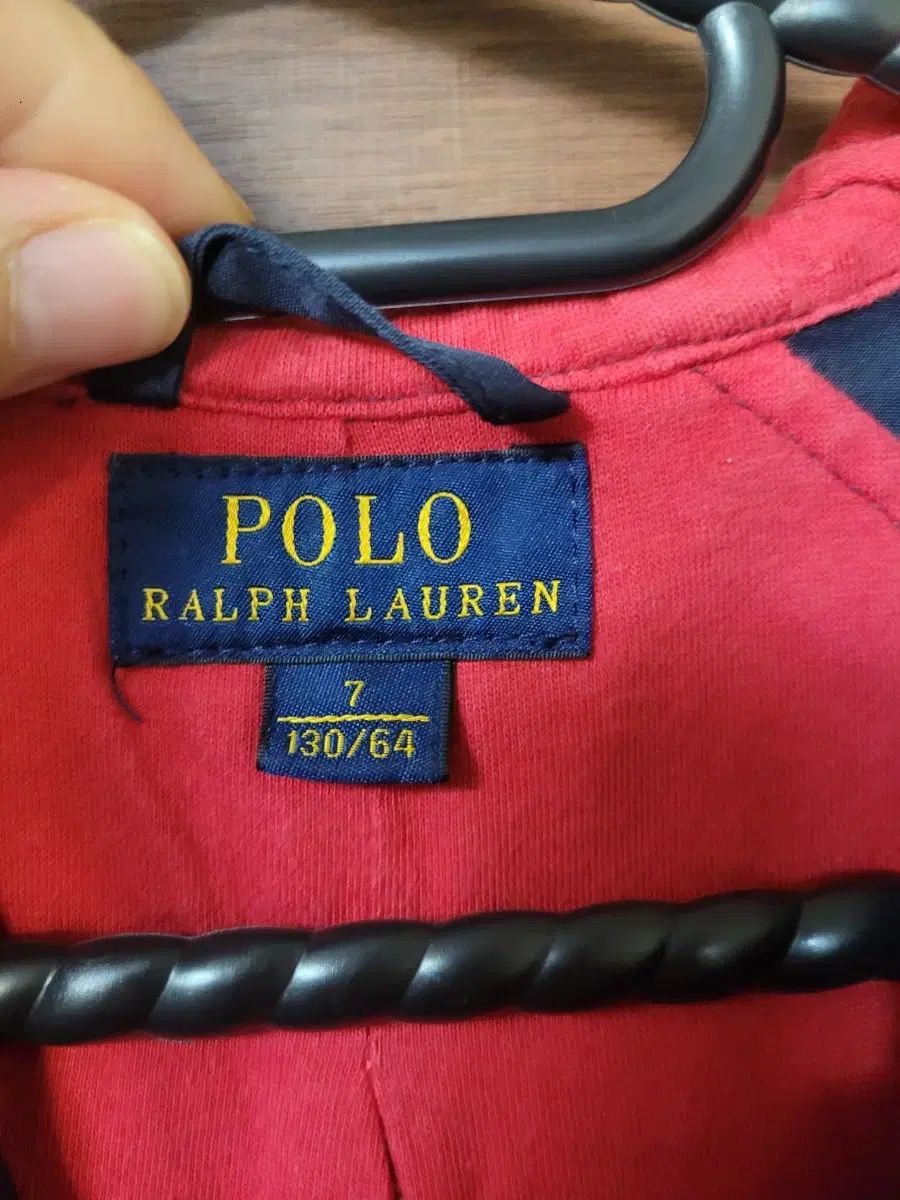 POLO
RALPH LAUREN
7
130/64